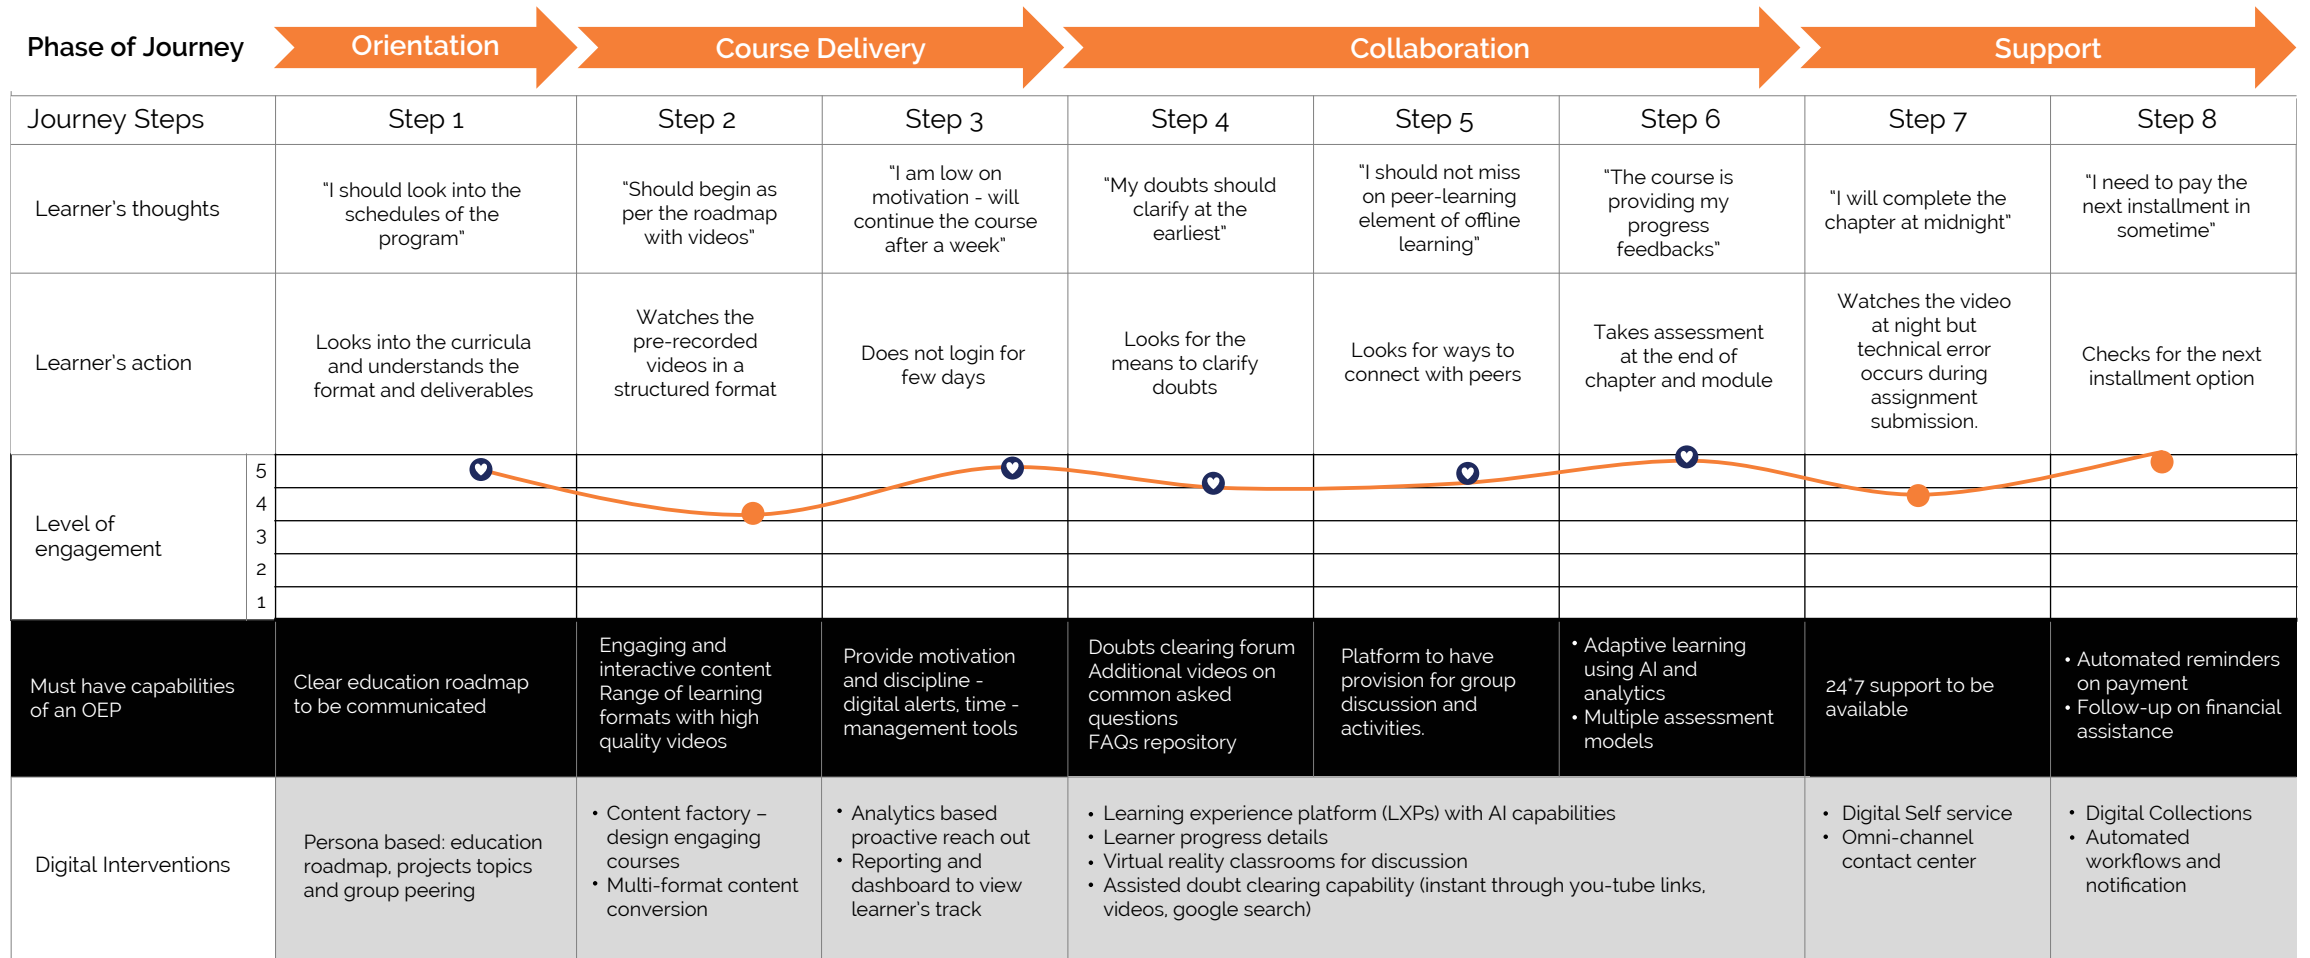 Phase of Journey
Orientation
Course Delivery
Collaboration
Support
Journey Steps
Step 1
Step 2
Step 3
Step 4
Step 5
Step 6
Step 7
Step 8
Learner's thoughts
"I should look into the
schedules of the
program"
"Should begin as
per the roadmap
with videos"
"I am low on
motivation - will
continue the course
after a week"
"My doubts should
clarify at the
earliest"
"I should not miss
on peer-learning
element of offline
learning"
"The course is
providing my
progress
feedbacks"
"I will complete the
chapter at midnight"
"I need to pay the
next installment in
sometime"
Learner's action
Looks into the curricula
and understands the
format and deliverables
Watches the
pre-recorded
videos in a
structured format
Does not login for
few days
Looks for the
means to clarify
doubts
Looks for ways to
connect with peers
Takes assessment
at the end of
chapter and module
Watches the video
at night but
technical error
occurs during
assignment
submission.
Checks for the next
installment option
Level of
engagement
5
4
3
2
1
Must have capabilities
of an OEP
Clear education roadmap
to be communicated
Engaging and
interactive content
Range of learning
formats with high
quality videos
Provide motivation
and discipline -
digital alerts, time -
management tools
Doubts clearing forum
Additional videos on
common asked
questions
FAQs repository
Platform to have
provision for group
discussion and
activities.
• Adaptive learning
using AI and
analytics
• Multiple assessment
models
24*7 support to be
available
• Automated reminders
on payment
• Follow-up on financial
assistance
Digital Interventions
Persona based: education
roadmap, projects topics
and group peering
• Content factory –
design engaging
courses
• Multi-format content
conversion
• Analytics based
proactive reach out
• Reporting and
dashboard to view
learner's track
• Learning experience platform (LXPs) with AI capabilities
• Learner progress details
• Virtual reality classrooms for discussion
• Assisted doubt clearing capability (instant through you-tube links,
videos, google search)
• Digital Self service
• Omni-channel
contact center
• Digital Collections
• Automated
workflows and
notification